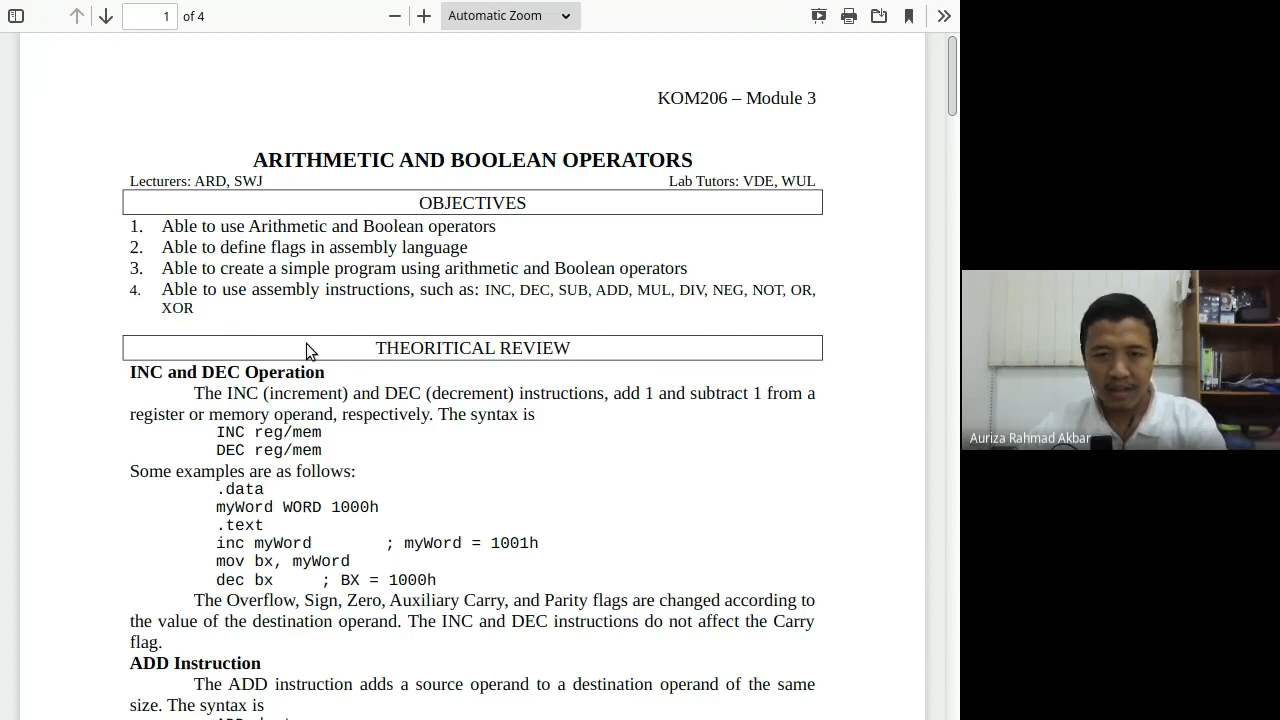 1 of 4 Automatic Zoom
KOM206 – Module 3
ARITHMETIC AND BOOLEAN OPERATORS
Lecturers: ARD, SWJ Lab Tutors: VDE, WUL
OBJECTIVES
1. Able to use Arithmetic and Boolean operators
2. Able to define flags in assembly language
3. Able to create a simple program using arithmetic and Boolean operators
4. Able to use assembly instructions, such as: INC, DEC, SUB, ADD, MUL, DIV, NEG, NOT, OR,
XOR
THEORITICAL REVIEW
INC and DEC Operation
The INC (increment) and DEC (decrement) instructions, add 1 and subtract 1 from a
register or memory operand, respectively. The syntax is
INC reg/mem
DEC reg/mem
Some examples are as follows:
.data
myWord WORD 1000h
.text
inc myWord ; myWord = 1001h
mov bx, myWord
dec bx ; BX = 1000h
The Overflow, Sign, Zero, Auxiliary Carry, and Parity flags are changed according to
the value of the destination operand. The INC and DEC instructions do not affect the Carry
flag.
ADD Instruction
The ADD instruction adds a source operand to a destination operand of the same
size. The syntax is
Auriza Rahmad Akbar